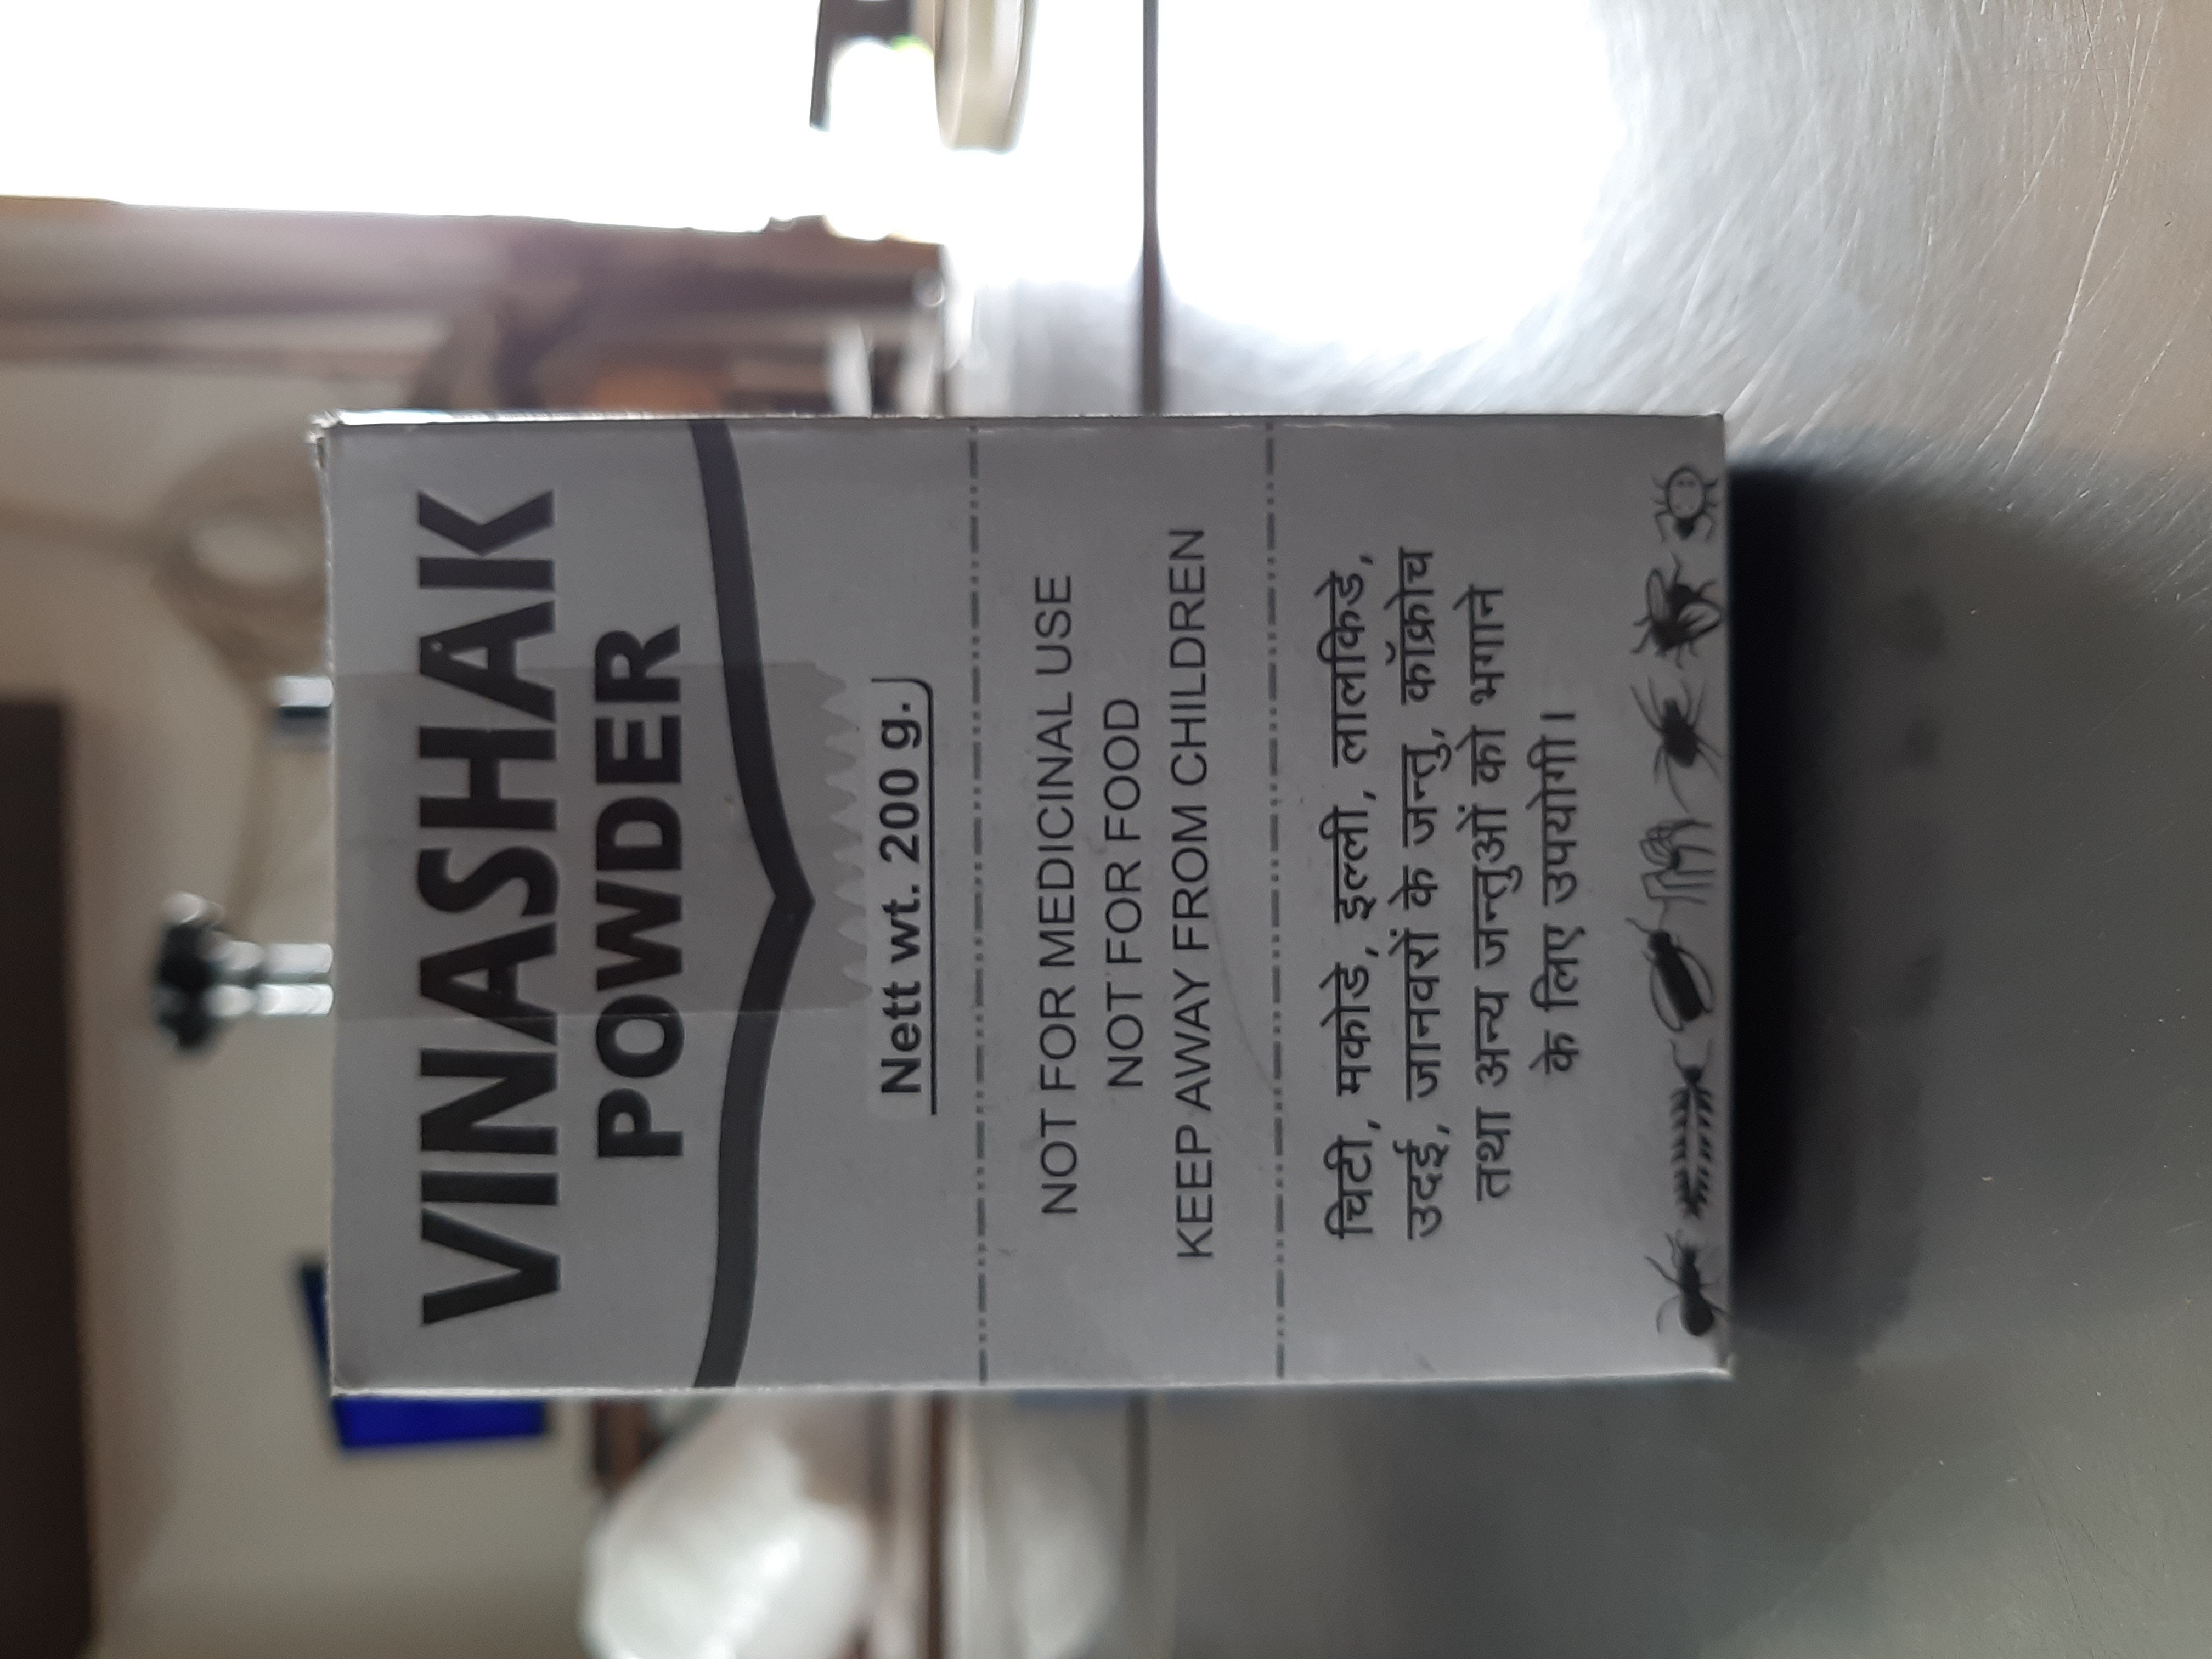 VINASHAK
POWDER
Nett wt. 200 g.
NOT FOR MEDICINAL USE
NOT FOR FOOD
KEEP AWAY FROM CHILDREN
चिटी, मकोडे, इल्ली, लालकिडे,
उदई, जानवरों के जन्तु, कॉक्रोच
तथा अन्य जन्तुओं को भगाने
के लिए उपयोगी।